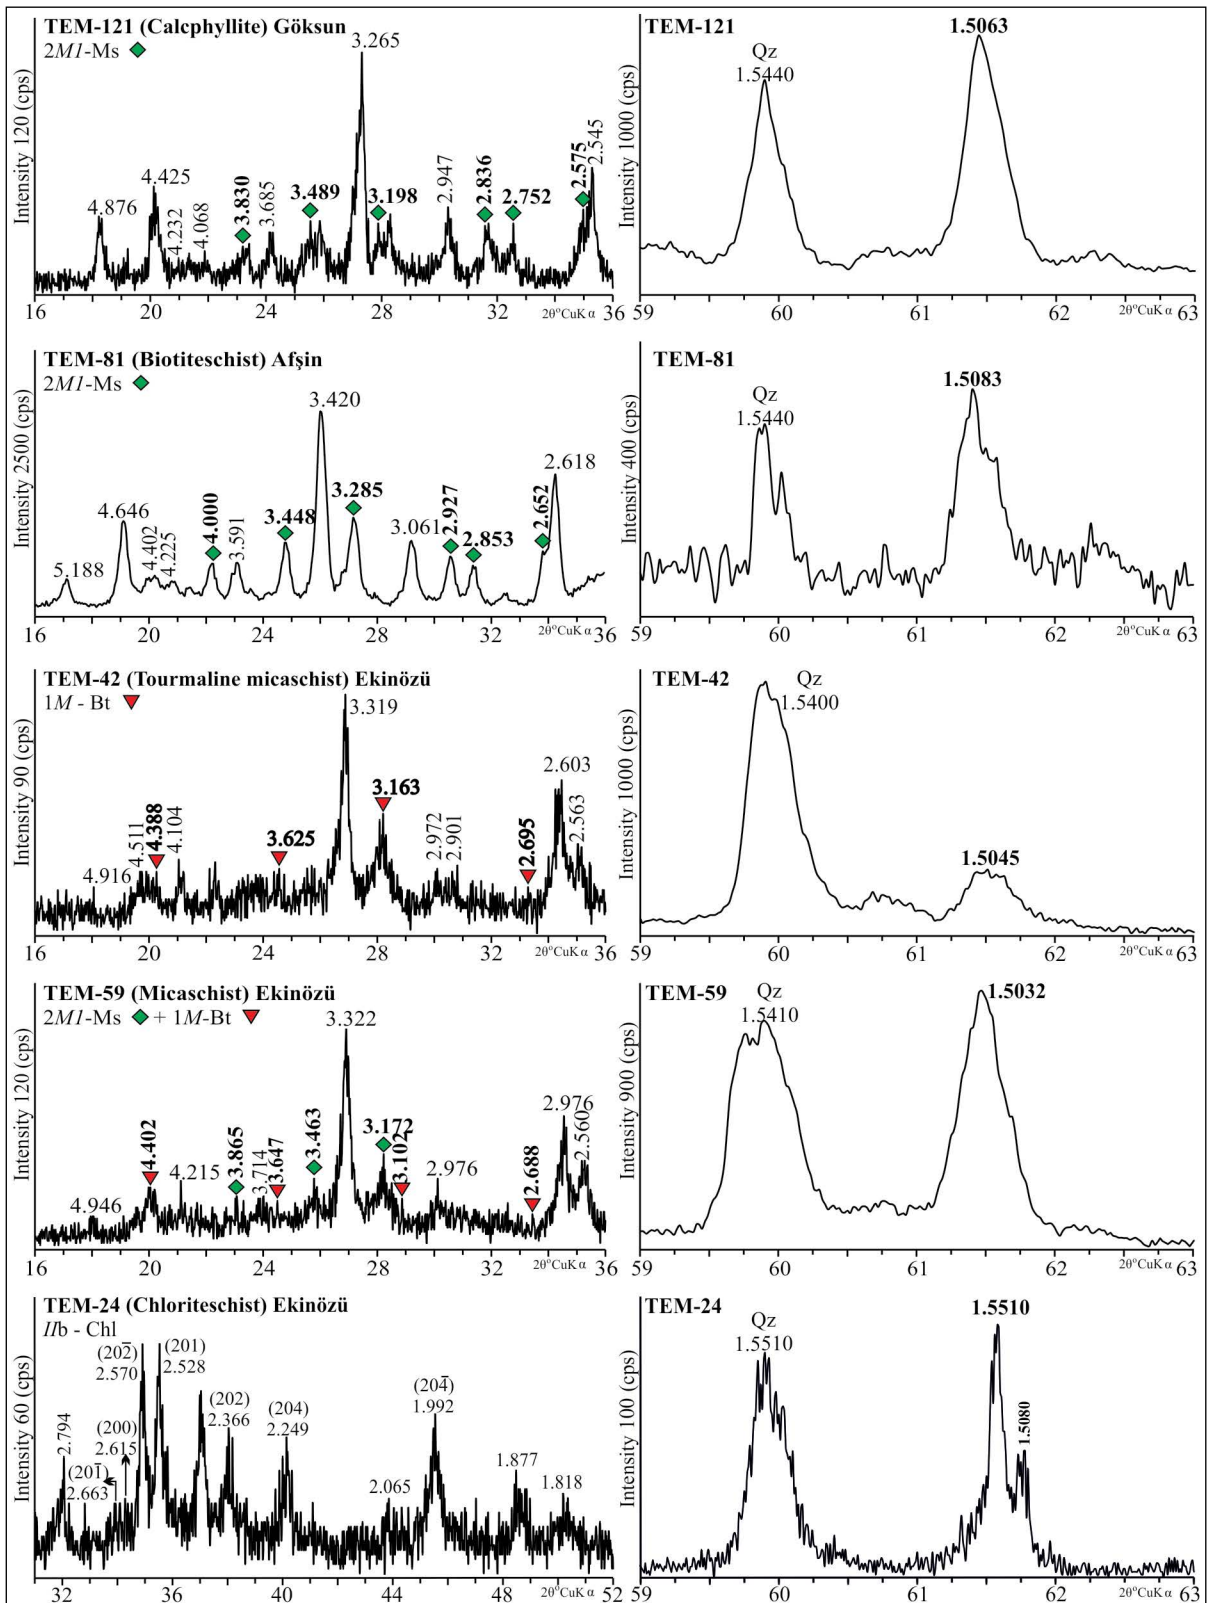 TEM-121 (Calcphyllite) Göksun
2M1-Ms
Intensity 120 (cps)
4.876
4.425
4.232
4.068
3.830
3.685
3.489
3.265
3.198
2.947
2.836
2.752
2.575
2.545
16 20 24 28 32 2θ°CuKα 36
TEM-121
Intensity 1000 (cps)
Qz
1.5440
1.5063
59 60 61 62 2θ°CuKα 63
TEM-81 (Biotiteschist) Afşin
2M1-Ms
Intensity 2500 (cps)
5.188
4.646
4.402
4.225
4.000
3.591
3.448
3.420
3.285
3.061
2.927
2.853
2.652
2.618
16 20 24 28 32 2θ°CuKα 36
TEM-81
Intensity 400 (cps)
Qz
1.5440
1.5083
59 60 61 62 2θ°CuKα 63
TEM-42 (Tourmaline micaschist) Ekinözü
1M - Bt
Intensity 90 (cps)
4.916
4.511
4.388
4.104
3.625
3.319
3.163
2.972
2.901
2.695
2.603
2.563
16 20 24 28 32 2θ°CuKα 36
TEM-42
Intensity 1000 (cps)
Qz
1.5400
1.5045
59 60 61 62 2θ°CuKα 63
TEM-59 (Micaschist) Ekinözü
2M1-Ms + 1M-Bt
Intensity 120 (cps)
4.946
4.402
4.215
3.865
3.714
3.647
3.463
3.322
3.172
3.102
2.976
2.688
2.976
2.560
16 20 24 28 32 2θ°CuKα 36
TEM-59
Intensity 900 (cps)
Qz
1.5410
1.5032
59 60 61 62 2θ°CuKα 63
TEM-24 (Chloriteschist) Ekinözü
IIb - Chl
Intensity 60 (cps)
2.794
(201̄)
2.663
(200)
2.615
(202̄)
2.570
(201)
2.528
(202)
2.366
(204)
2.249
2.065
(204̄)
1.992
1.877
1.818
32 36 40 44 48 2θ°CuKα 52
TEM-24
Intensity 100 (cps)
Qz
1.5510
1.5510
1.5080
59 60 61 62 2θ°CuKα 63